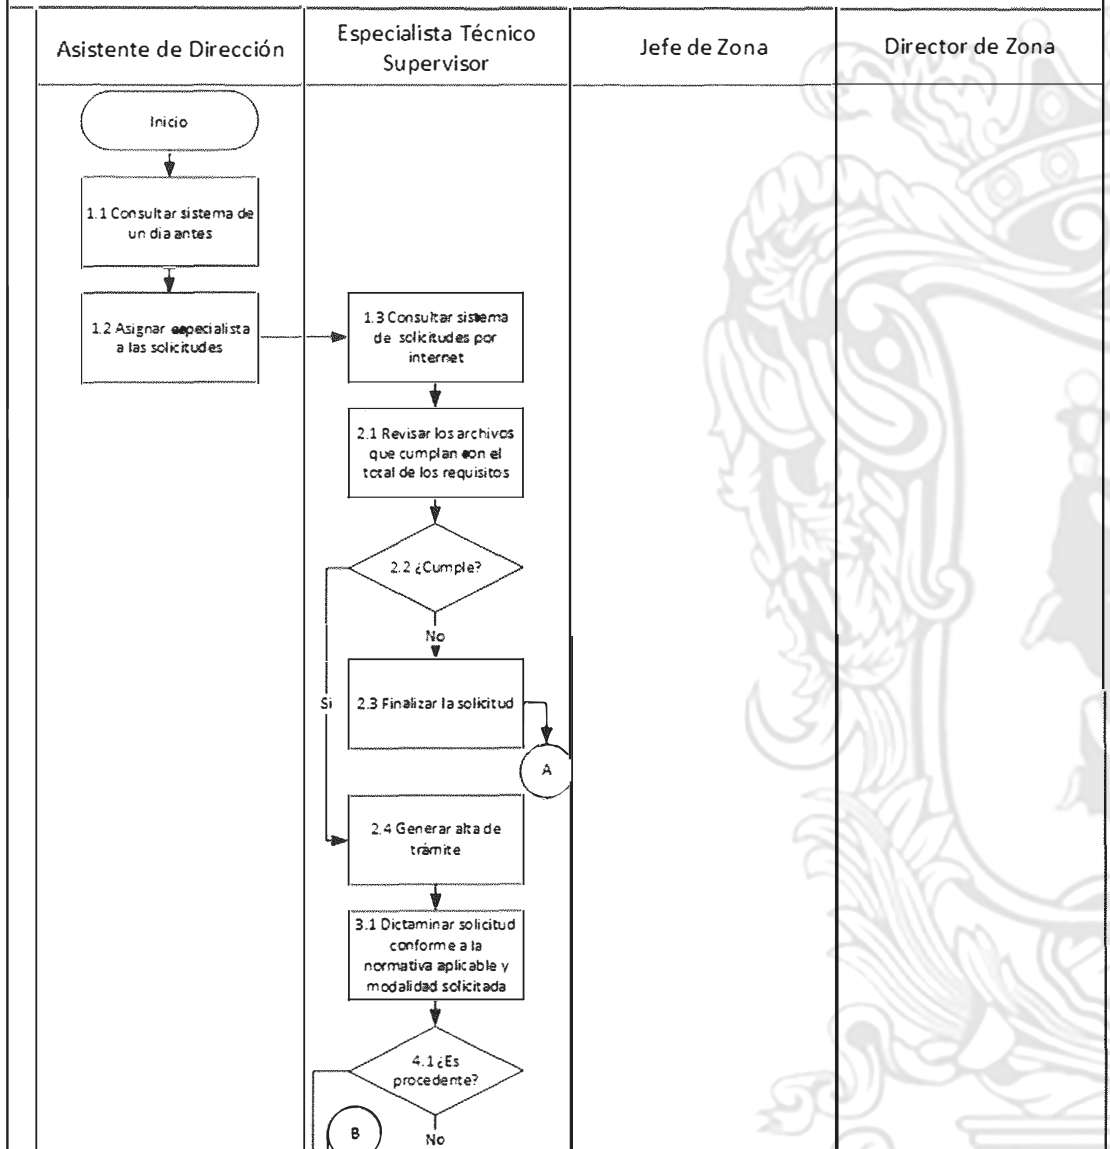 Asistente de Dirección
Especialista Técnico
Supervisor
Jefe de Zona
Director de Zona
Inicio
1.1 Consultar sistema de
un dia antes
1.2 Asignar especialista
a las solicitudes
1.3 Consultar sistema
de solicitudes por
internet
2.1 Revisar los archivos
que cumplan con el
total de los requisitos
2.2 ¿Cumple?
No
Si
2.3 Finalizar la solicitud
A
2.4 Generar alta de
trámite
3.1 Dictaminar solicitud
conforme a la
normativa aplicable y
modalidad solicitada
4.1 ¿Es
procedente?
B
No